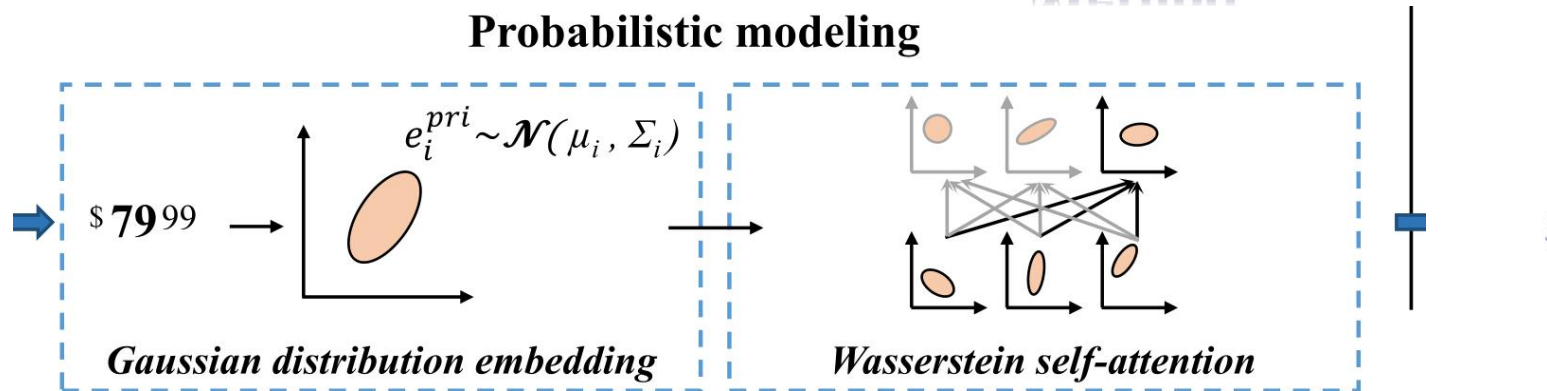 Probabilistic modeling
e_i^{pri} ~ 𝒩(μ_i, Σ_i)
$ 79 99
Gaussian distribution embedding
Wasserstein self-attention